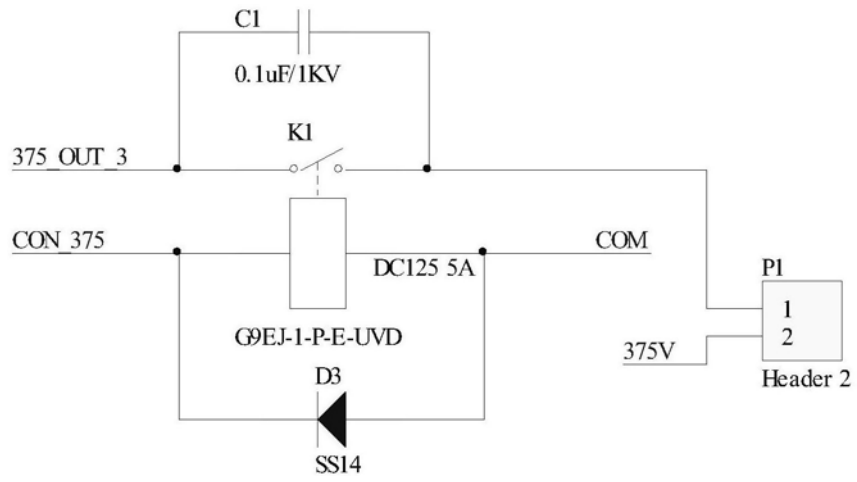 C1
0.1uF/1KV
K1
375_OUT_3
CON_375
COM
DC125 5A
P1
1
2
G9EJ-1-P-E-UVD
375V
D3
Header 2
SS14